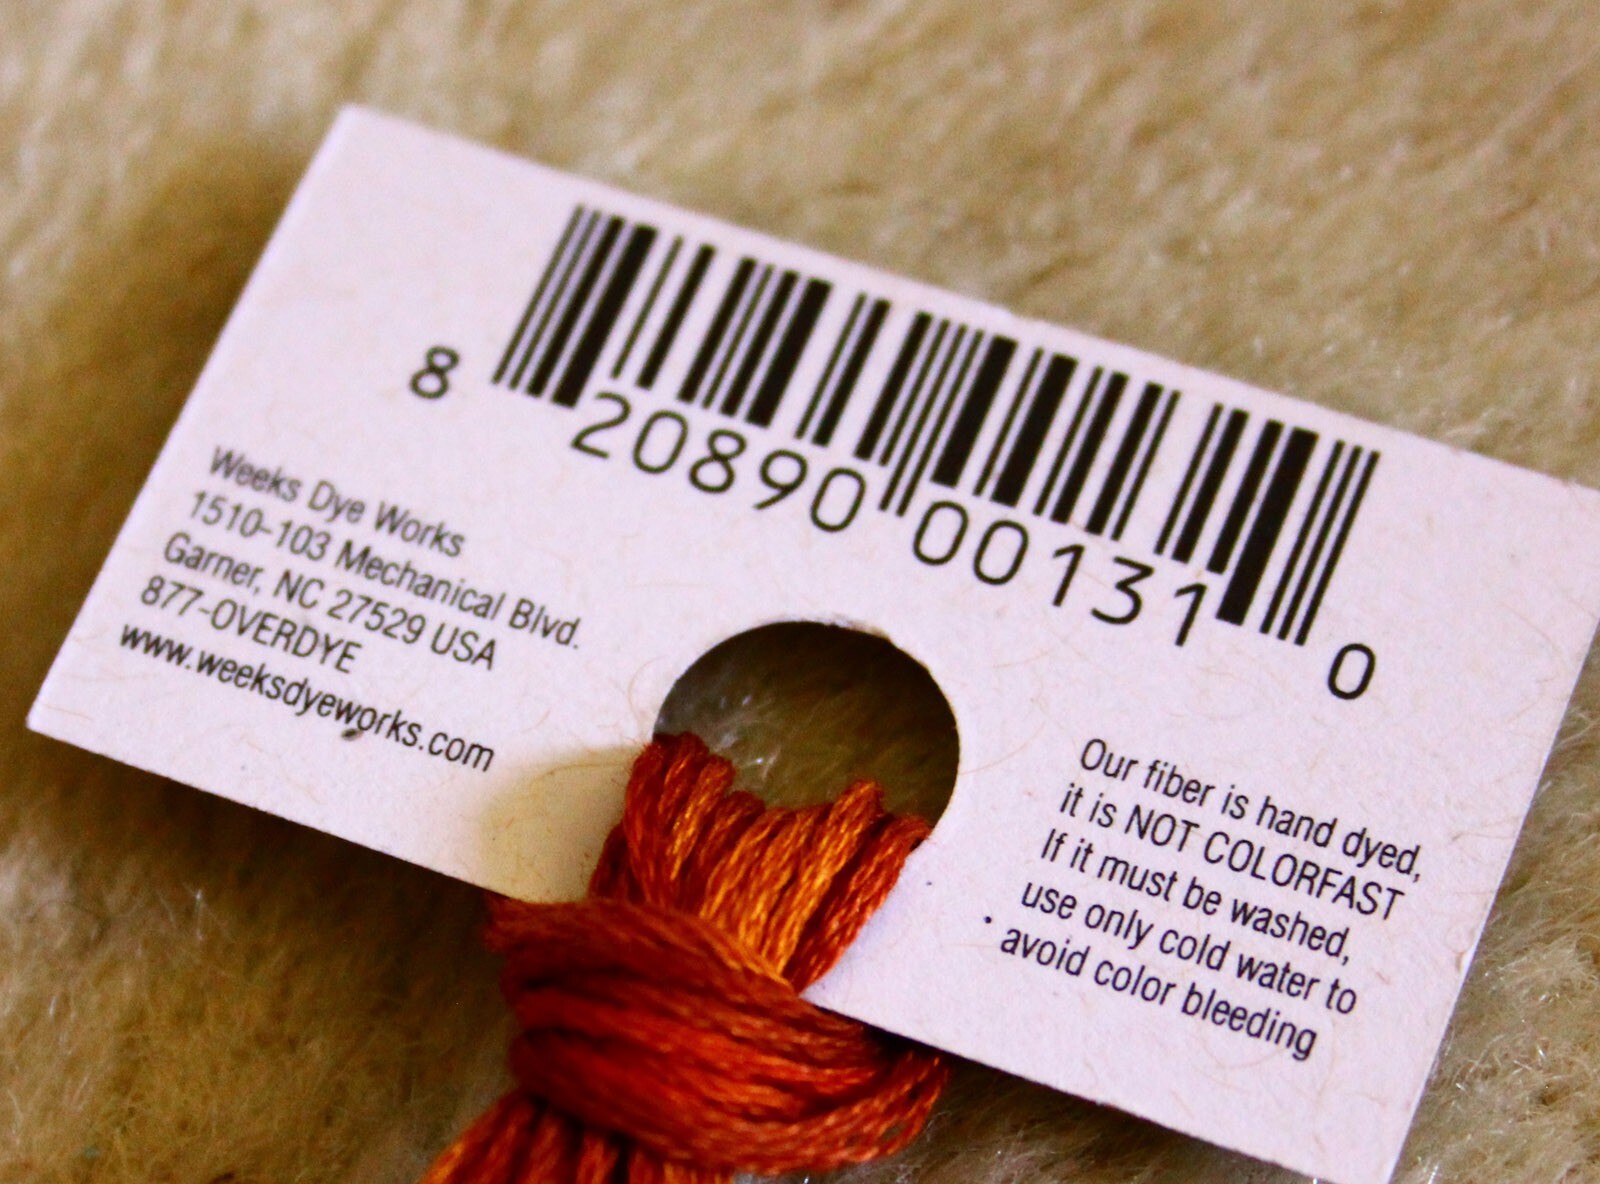 8 20890 00131 0
Weeks Dye Works
1510-103 Mechanical Blvd.
Garner, NC 27529 USA
877-OVERDYE
www.weeksdyeworks.com
Our fiber is hand dyed,
it is NOT COLORFAST
If it must be washed,
use only cold water to
avoid color bleeding